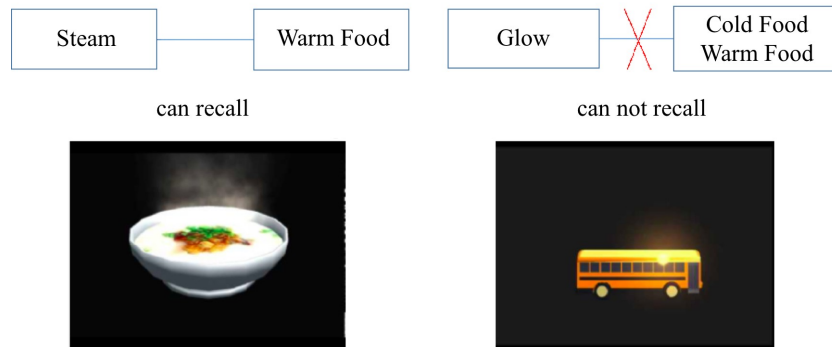 Steam
Warm Food
Glow
Cold Food
Warm Food
can recall
can not recall